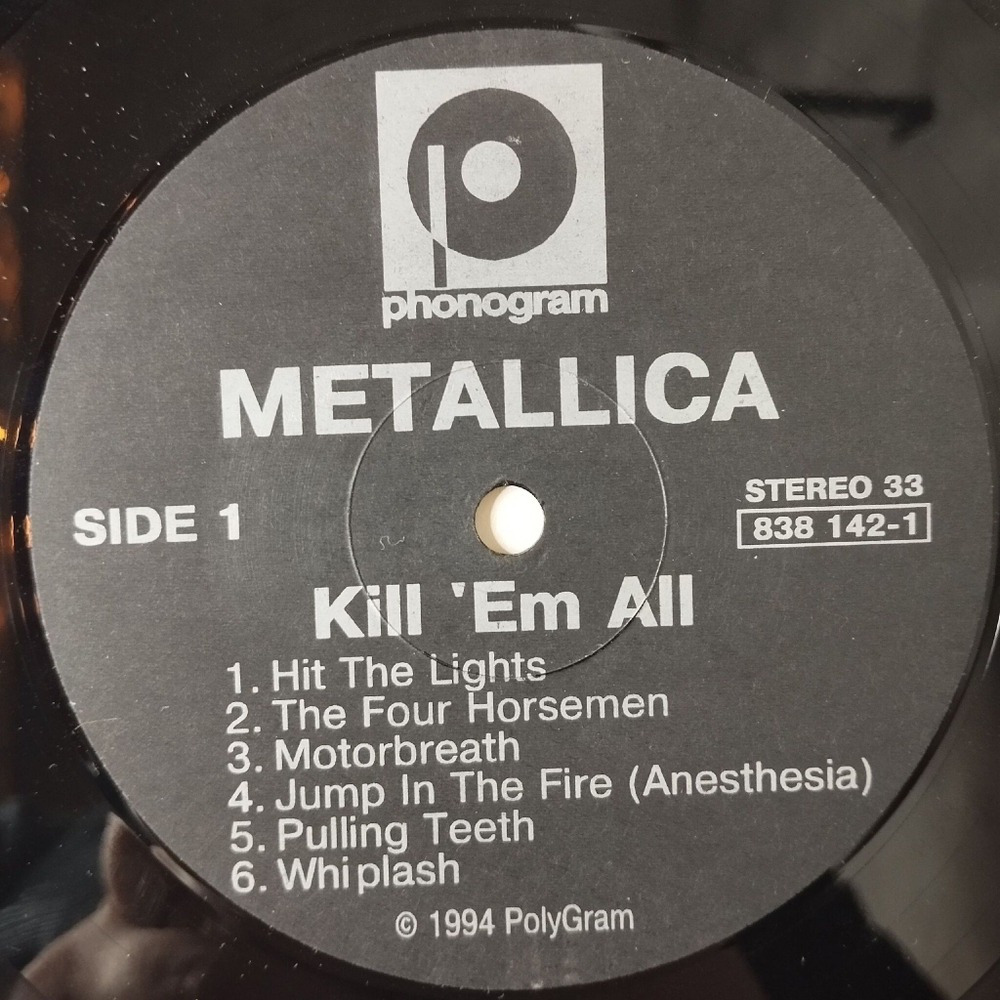 phonogram
METALLICA
STEREO 33
SIDE 1
838 142-1
Kill 'Em All
1. Hit The Lights
2. The Four Horsemen
3. Motorbreath
4. Jump In The Fire (Anesthesia)
5. Pulling Teeth
6. Whiplash
© 1994 PolyGram